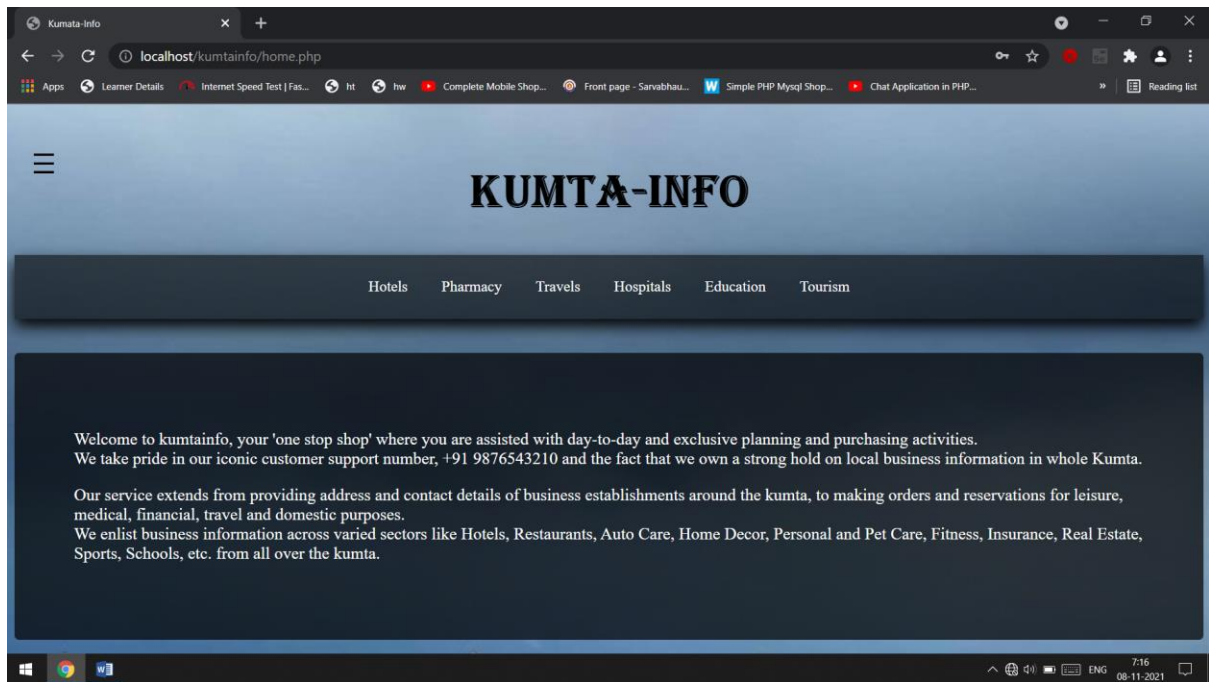 Kumata-Info
localhost/kumtainfo/home.php
Apps Learner Details Internet Speed Test | Fas... ht hw Complete Mobile Shop... Front page - Sarvabhau... Simple PHP Mysql Shop... Chat Application in PHP... » Reading list
KUMTA-INFO
Hotels Pharmacy Travels Hospitals Education Tourism
Welcome to kumtainfo, your 'one stop shop' where you are assisted with day-to-day and exclusive planning and purchasing activities.
We take pride in our iconic customer support number, +91 9876543210 and the fact that we own a strong hold on local business information in whole Kumta.
Our service extends from providing address and contact details of business establishments around the kumta, to making orders and reservations for leisure,
medical, financial, travel and domestic purposes.
We enlist business information across varied sectors like Hotels, Restaurants, Auto Care, Home Decor, Personal and Pet Care, Fitness, Insurance, Real Estate,
Sports, Schools, etc. from all over the kumta.
ENG 7:16
08-11-2021